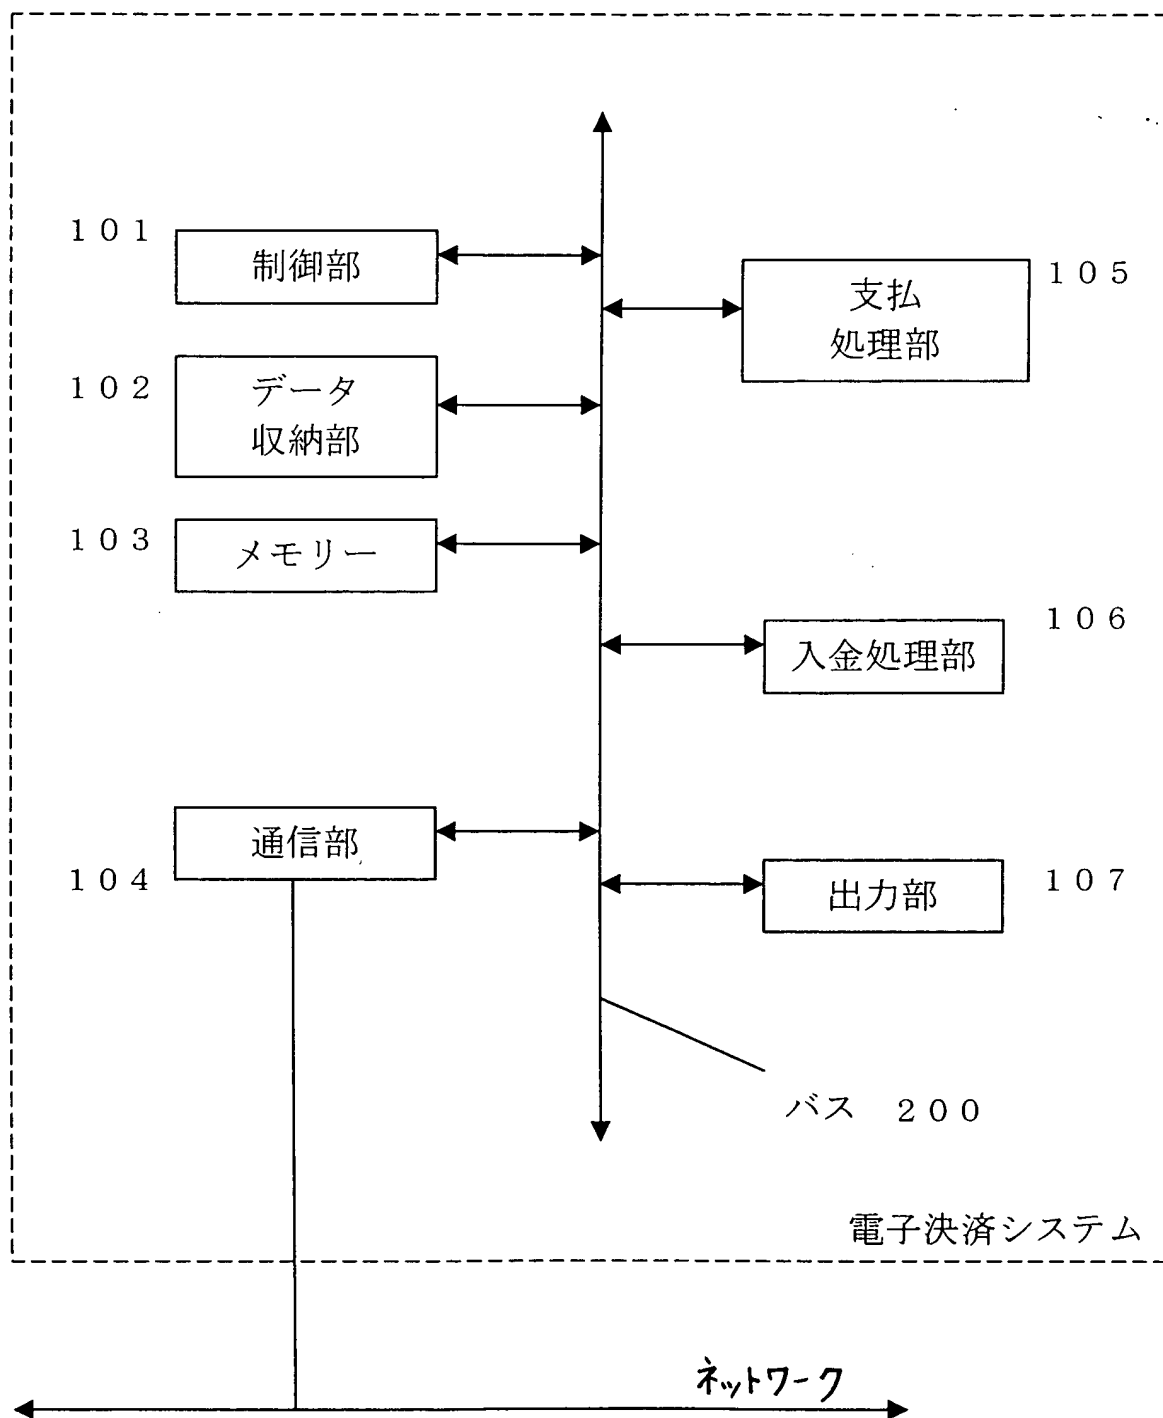 １０１
制御部
１０５
支払
処理部
１０２
データ
収納部
１０３
メモリー
１０６
入金処理部
通信部
１０４
出力部
１０７
バス　２００
電子決済システム
ネットワーク